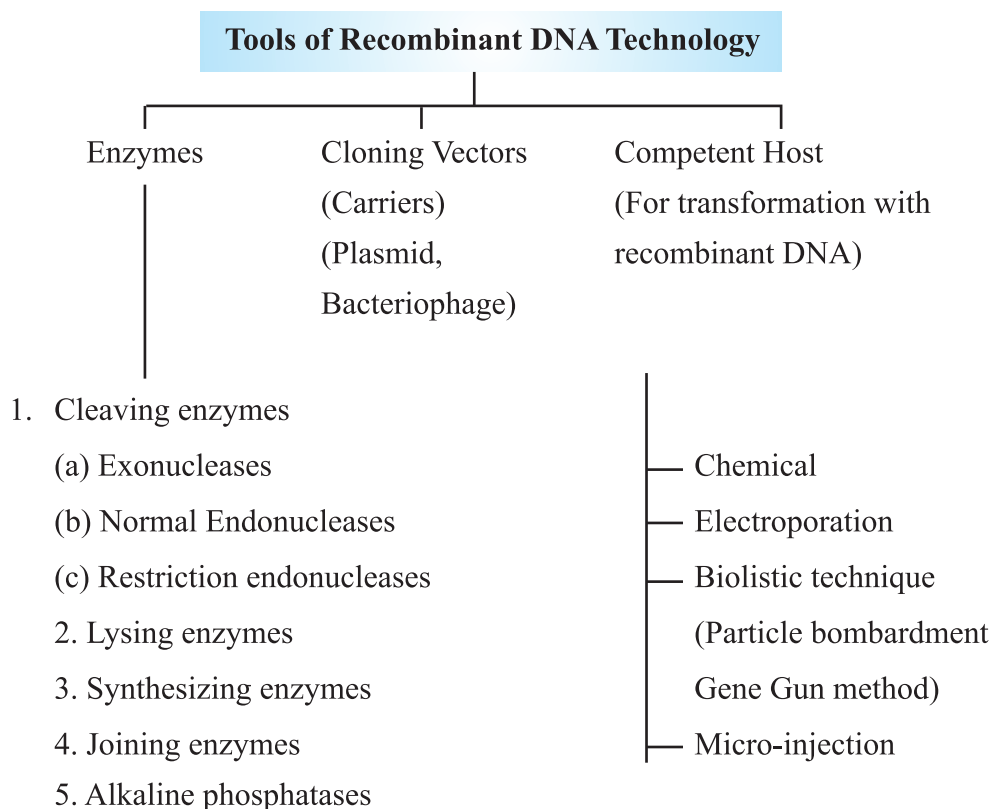 Tools of Recombinant DNA Technology
Enzymes
Cloning Vectors
(Carriers)
(Plasmid,
Bacteriophage)
Competent Host
(For transformation with
recombinant DNA)
1. Cleaving enzymes
(a) Exonucleases
(b) Normal Endonucleases
(c) Restriction endonucleases
2. Lysing enzymes
3. Synthesizing enzymes
4. Joining enzymes
5. Alkaline phosphatases
Chemical
Electroporation
Biolistic technique
(Particle bombardment
Gene Gun method)
Micro-injection